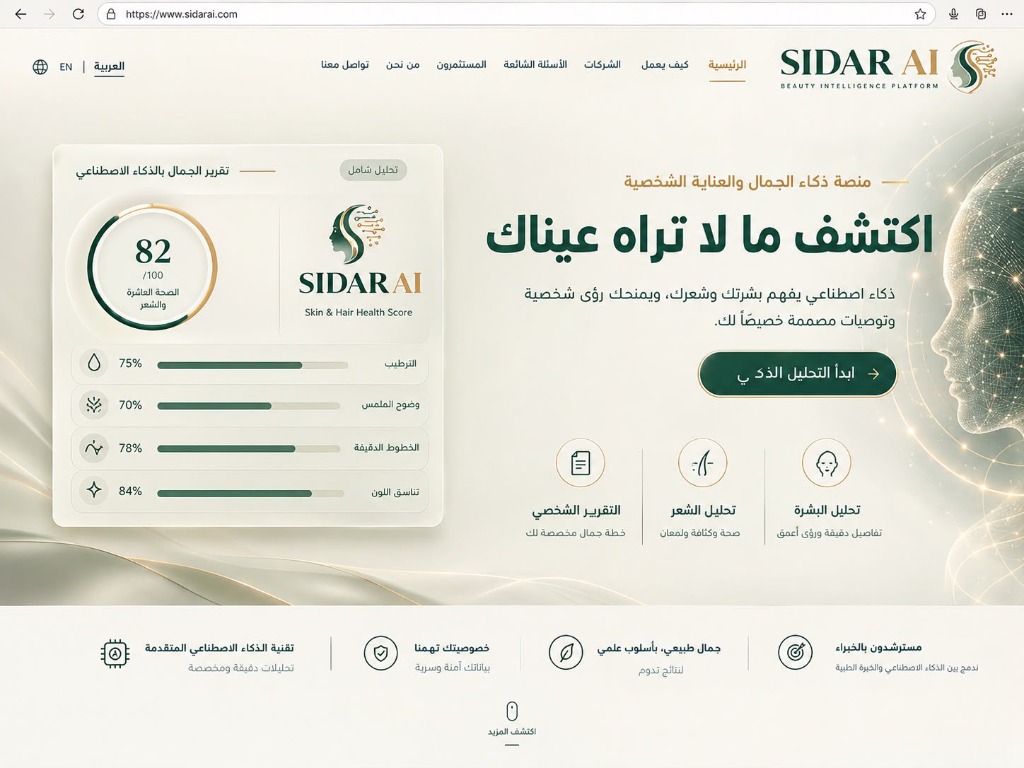 https://www.sidarai.com
SIDAR AI
BEAUTY INTELLIGENCE PLATFORM
الرئيسية
كيف يعمل
الشركات
الأسئلة الشائعة
المستثمرون
من نحن
تواصل معنا
العربية | EN
منصة ذكاء الجمال والعناية الشخصية
اكتشف ما لا تراه عيناك
ذكاء اصطناعي يفهم بشرتك وشعرك، ويمنحك رؤى شخصية
وتوصيات مصممة خصيصًا لك.
ابدأ التحليل الذكي
تحليل البشرة
تفاصيل دقيقة ورؤى أعمق
تحليل الشعر
صحة وكثافة ولمعان
التقرير الشخصي
خطة جمال مخصصة لك
تحليل شامل
تقرير الجمال بالذكاء الاصطناعي
SIDAR AI
Skin & Hair Health Score
82
/100
الصحة العاشرة
والشعر
الترطيب
75%
وضوح الملمس
70%
الخطوط الدقيقة
78%
تناسق اللون
84%
مسترشدون بالخبراء
ندمج بين الذكاء الاصطناعي والخبرة الطبية
جمال طبيعي، بأسلوب علمي
لنتائج تدوم
خصوصيتك تهمنا
بياناتك آمنة وسرية
تقنية الذكاء الاصطناعي المتقدمة
تحليلات دقيقة ومخصصة
اكتشف المزيد